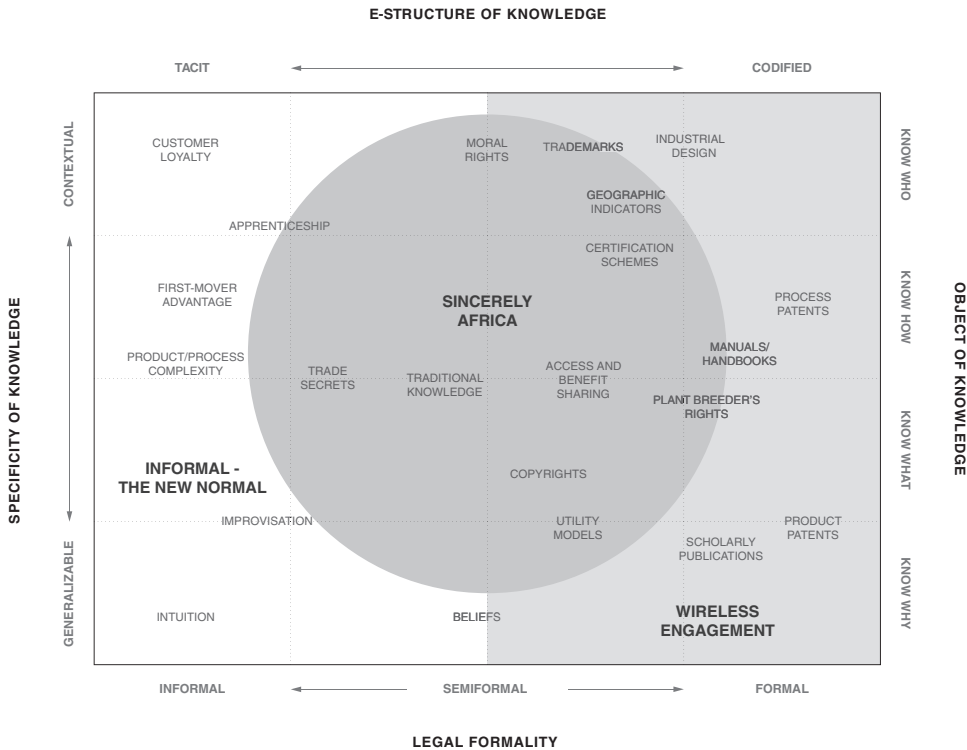 E-STRUCTURE OF KNOWLEDGE
TACIT
CODIFIED
CONTEXTUAL
GENERALIZABLE
SPECIFICITY OF KNOWLEDGE
CUSTOMER
LOYALTY
MORAL
RIGHTS
TRADEMARKS
INDUSTRIAL
DESIGN
KNOW WHO
GEOGRAPHIC
INDICATORS
APPRENTICESHIP
CERTIFICATION
SCHEMES
FIRST-MOVER
ADVANTAGE
SINCERELY
AFRICA
PROCESS
PATENTS
KNOW HOW
PRODUCT/PROCESS
COMPLEXITY
MANUALS/
HANDBOOKS
TRADE
SECRETS
TRADITIONAL
KNOWLEDGE
ACCESS AND
BENEFIT
SHARING
PLANT BREEDER'S
RIGHTS
OBJECT OF KNOWLEDGE
INFORMAL -
THE NEW NORMAL
COPYRIGHTS
KNOW WHAT
IMPROVISATION
UTILITY
MODELS
PRODUCT
PATENTS
SCHOLARLY
PUBLICATIONS
KNOW WHY
INTUITION
BELIEFS
WIRELESS
ENGAGEMENT
INFORMAL
SEMIFORMAL
FORMAL
LEGAL FORMALITY